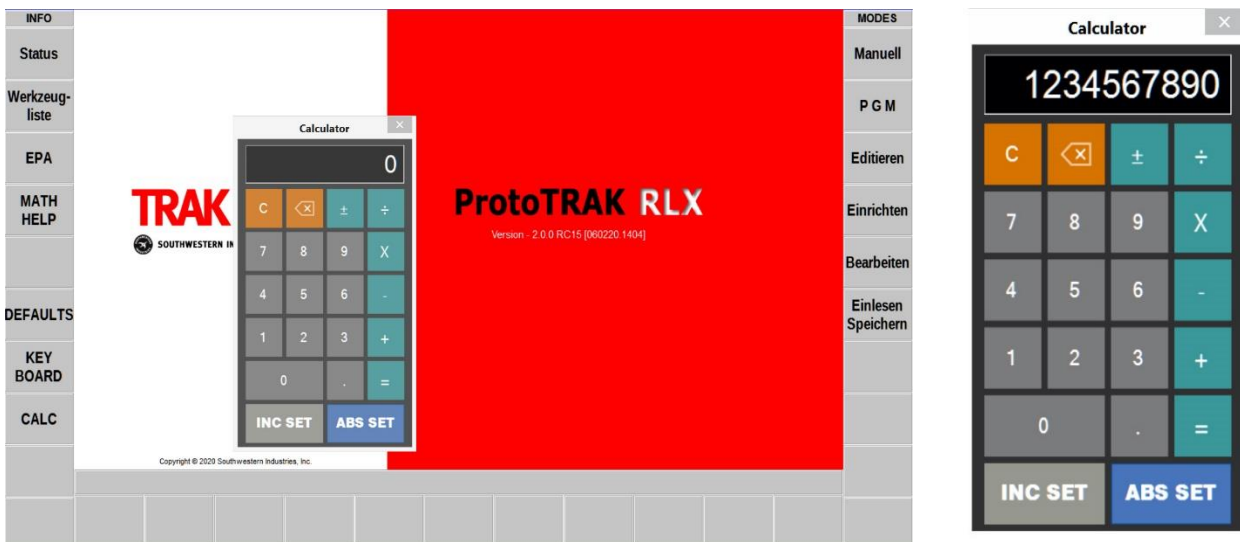 INFO
Status
Werkzeug-
liste
EPA
MATH
HELP
DEFAULTS
KEY
BOARD
CALC
TRAK
SOUTHWESTERN IN
Copyright © 2020 Southwestern Industries, Inc.
Calculator
0
C ± ÷
7 8 9 X
4 5 6 -
1 2 3 +
0 . =
INC SET ABS SET
ProtoTRAK RLX
Version - 2.0.0 RC15 [060220.1404]
MODES
Manuell
P G M
Editieren
Einrichten
Bearbeiten
Einlesen
Speichern
Calculator
1234567890
C ± ÷
7 8 9 X
4 5 6 -
1 2 3 +
0 . =
INC SET ABS SET